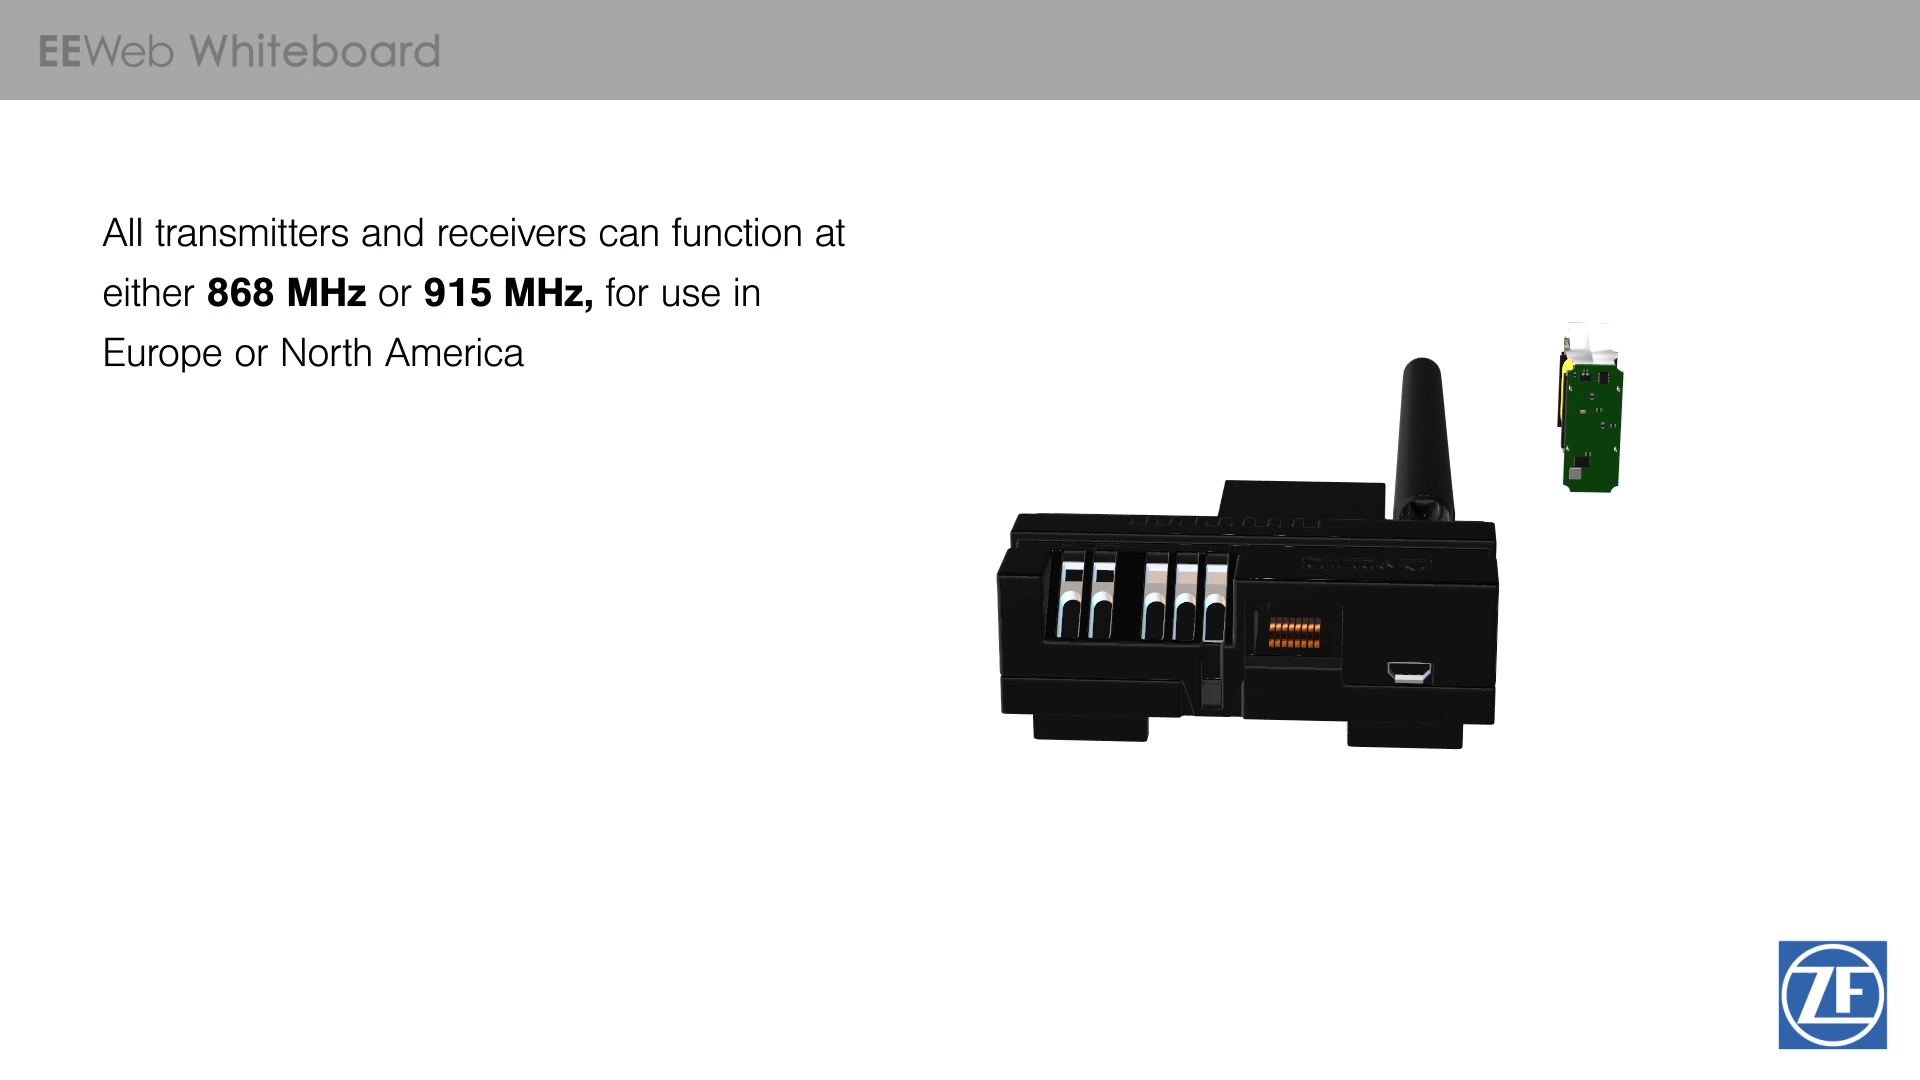 EEWeb Whiteboard
All transmitters and receivers can function at
either 868 MHz or 915 MHz, for use in
Europe or North America
ZF